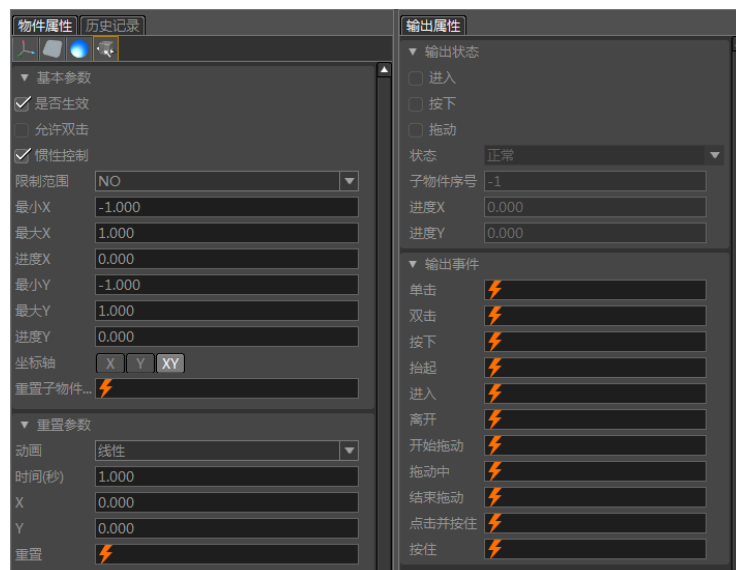 物件属性 历史记录
▼ 基本参数
是否生效
允许双击
惯性控制
限制范围 NO
最小X -1.000
最大X 1.000
进度X 0.000
最小Y -1.000
最大Y 1.000
进度Y 0.000
坐标轴 X Y XY
重置子物件...
▼ 重置参数
动画 线性
时间(秒) 1.000
X 0.000
Y 0.000
重置
输出属性
▼ 输出状态
进入
按下
拖动
状态 正常
子物件序号 -1
进度X 0.000
进度Y 0.000
▼ 输出事件
单击
双击
按下
抬起
进入
离开
开始拖动
拖动中
结束拖动
点击并按住
按住